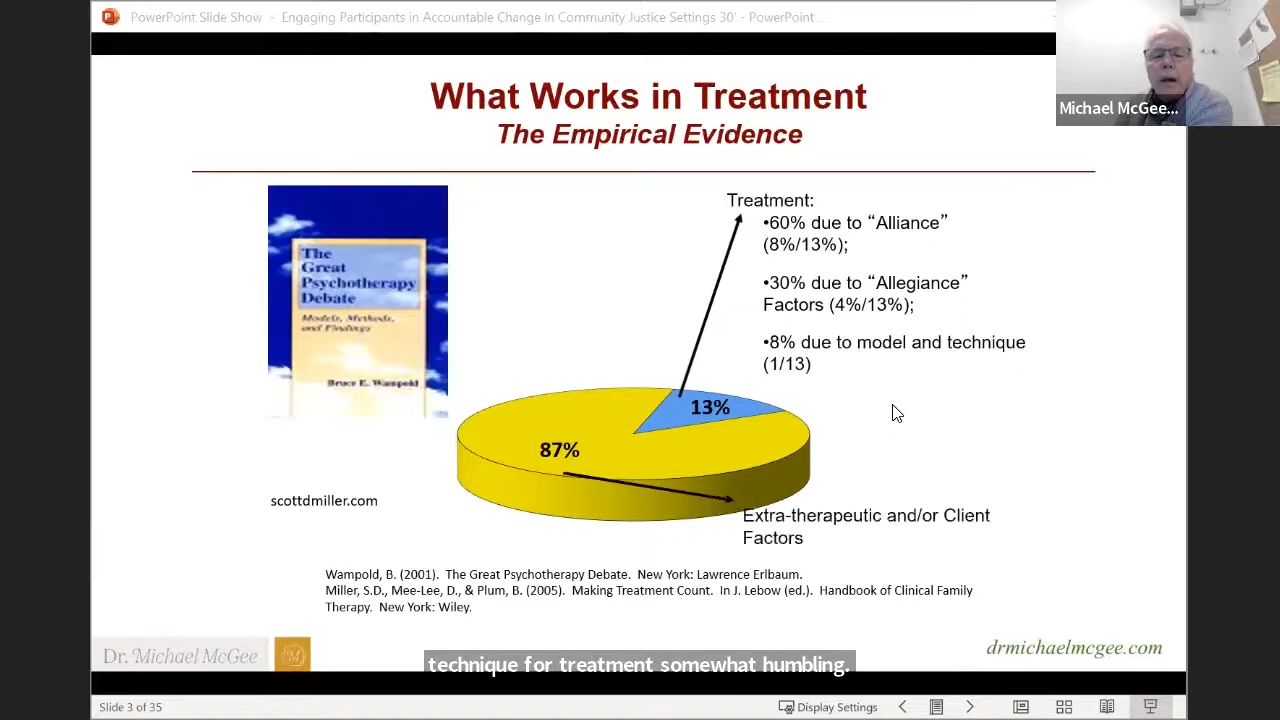 PowerPoint Slide Show - Engaging Participants in Accountable Change in Community Justice Settings 30' - PowerPoint...
Michael McGee...
What Works in Treatment
The Empirical Evidence
The
Great
Psychotherapy
Debate
Models, Methods,
and Findings
Bruce E. Wampold
Treatment:
•60% due to “Alliance”
(8%/13%);
•30% due to “Allegiance”
Factors (4%/13%);
•8% due to model and technique
(1/13)
13%
87%
scottdmiller.com
Extra-therapeutic and/or Client
Factors
Wampold, B. (2001). The Great Psychotherapy Debate. New York: Lawrence Erlbaum.
Miller, S.D., Mee-Lee, D., & Plum, B. (2005). Making Treatment Count. In J. Lebow (ed.). Handbook of Clinical Family
Therapy. New York: Wiley.
Dr. Michael McGee
M
drmichaelmcgee.com
technique for treatment somewhat humbling.
Slide 3 of 35
Display Settings